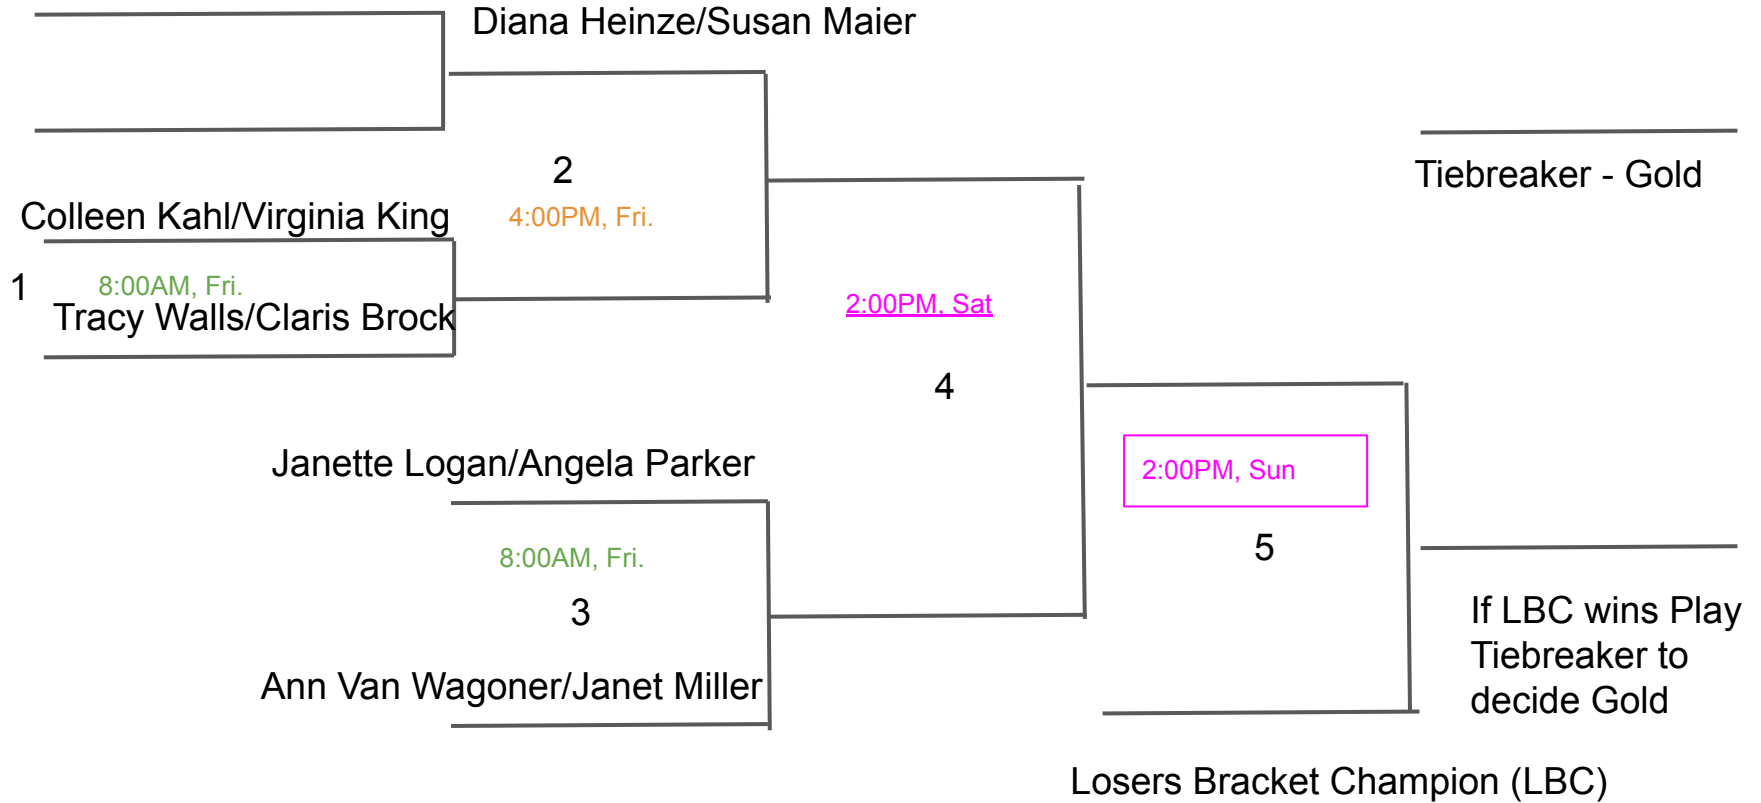 Diana Heinze/Susan Maier
2
Tiebreaker - Gold
Colleen Kahl/Virginia King
4:00PM, Fri.
1
8:00AM, Fri.
Tracy Walls/Claris Brock
2:00PM, Sat
4
Janette Logan/Angela Parker
2:00PM, Sun
8:00AM, Fri.
5
3
If LBC wins Play
Tiebreaker to
decide Gold
Ann Van Wagoner/Janet Miller
Losers Bracket Champion (LBC)